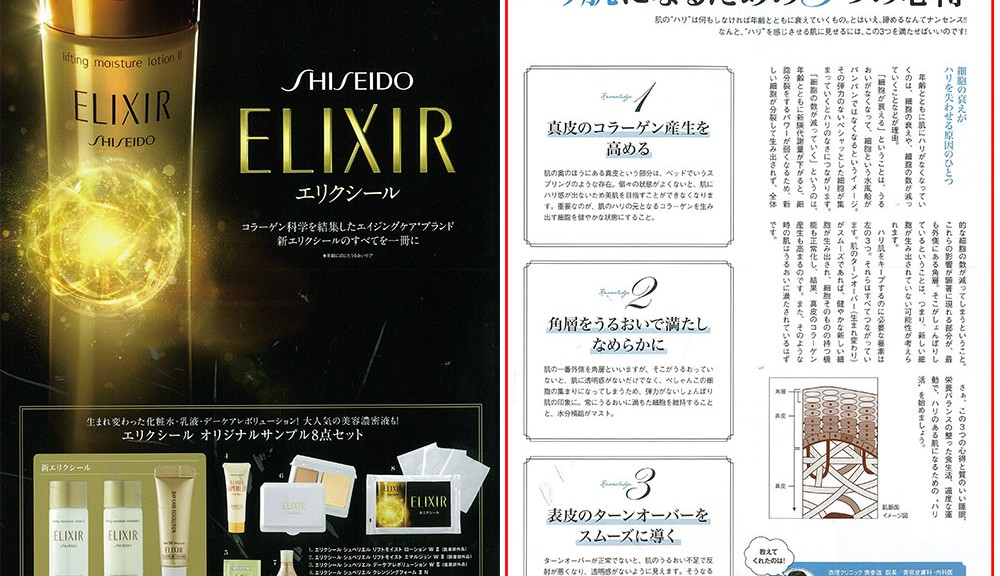 lifting moisture lotion II
ELIXIR
SHISEIDO
SHISEIDO
ELIXIR
エリクシール
コラーゲン科学を結集したエイジングケア*ブランド
新エリクシールのすべてを一冊に
*年齢に応じたうるおいケア
生まれ変わった化粧水・乳液・デーケアレボリューション! 大人気の美容濃密液も!
エリクシール オリジナルサンプル8点セット
新エリクシール
ELIXIR
ELIXIR
ELIXIR
4
5
6
7
8
ELIXIR
ELIXIR
エリクシール
1. エリクシール シュペリエル リフトモイスト ローション W II (医薬部外品)
2. エリクシール シュペリエル リフトモイスト エマルジョン W II (医薬部外品)
3. エリクシール シュペリエル デーケアレボリューション W II (医薬部外品)
4. エリクシール シュペリエル クレンジングフォーム II N
肌の"ハリ"は何もしなければ年齢とともに衰えていくもの。とはいえ、諦めるなんてナンセンス!!
なんと、"ハリ"を感じさせる肌に見せるには、この3つを満たせばいいのです!
Knowledge 1
真皮のコラーゲン産生を
高める
肌の奥のほうにある真皮という部分は、ベッドでいうス
プリングのような存在。個々の状態がよくないと、肌に
ハリ感が出ないため美肌を目指すことができなくなりま
す。重要なのが、肌のハリの元となるコラーゲンを生み
出す細胞を健やかな状態にすること。
Knowledge 2
角層をうるおいで満たし
なめらかに
肌の一番外側を角層といいますが、そこがうるおってい
ないと、肌に透明感がないだけでなく、ぺしゃんこの細
胞の集まりになってしまうため、弾力がないしょんぼり
肌の印象に。常にうるおいに満ちた細胞を維持すること
と、水分補給がマスト。
Knowledge 3
表皮のターンオーバーを
スムーズに導く
ターンオーバーが正常でないと、肌のうるおい不足で反
射が悪くなり、透明感がないように見えます。そうなる
細胞の衰えが
ハリを失わせる原因のひとつ
年齢とともに肌にハリがなくなってい
くのは、細胞の衰えや、細胞の数が減っ
ていくことなどが理由。
「細胞が衰える」ということは、うる
おいがなくなって、細胞という水風船が
パンパンではなくなるというイメージ。
その弾力のないペシャッとした細胞が集
まっていくとハリのなさにつながります。
「細胞の数が減っていく」というのは、
年齢とともに新陳代謝量が下がると、細
胞分裂をするパワーが弱くなるため、新
しい細胞が分裂して生み出されず、全体
的な細胞の数が減ってしまうということ。
これらの影響が顕著に現れる部分が、最
も外側にある角層。そこがしょんぼりし
ているということは、つまり、新しい細
胞が生み出されていない可能性が考えら
れます。
ハリ肌をキープするのに必要な要素は
左の3つ。それらはすべてつながってい
ます。肌のターンオーバー(生まれ変わり)
がスムーズであれば、健やかな新しい細
胞が生み出され、細胞そのものの持つ機
能も正常化し、結果、真皮のコラーゲン
産生も高まるのです。また、そのような
時の肌はうるおいに満たされているはず
です。
さぁ、この3つの心得と質のいい睡眠、
栄養バランスの整った食生活、適度な運
動で、ハリのある肌になるための。ハリ
活"を始めましょう。
角層
表皮
真皮
肌断面
イメージ図
教えて
くれたのは!